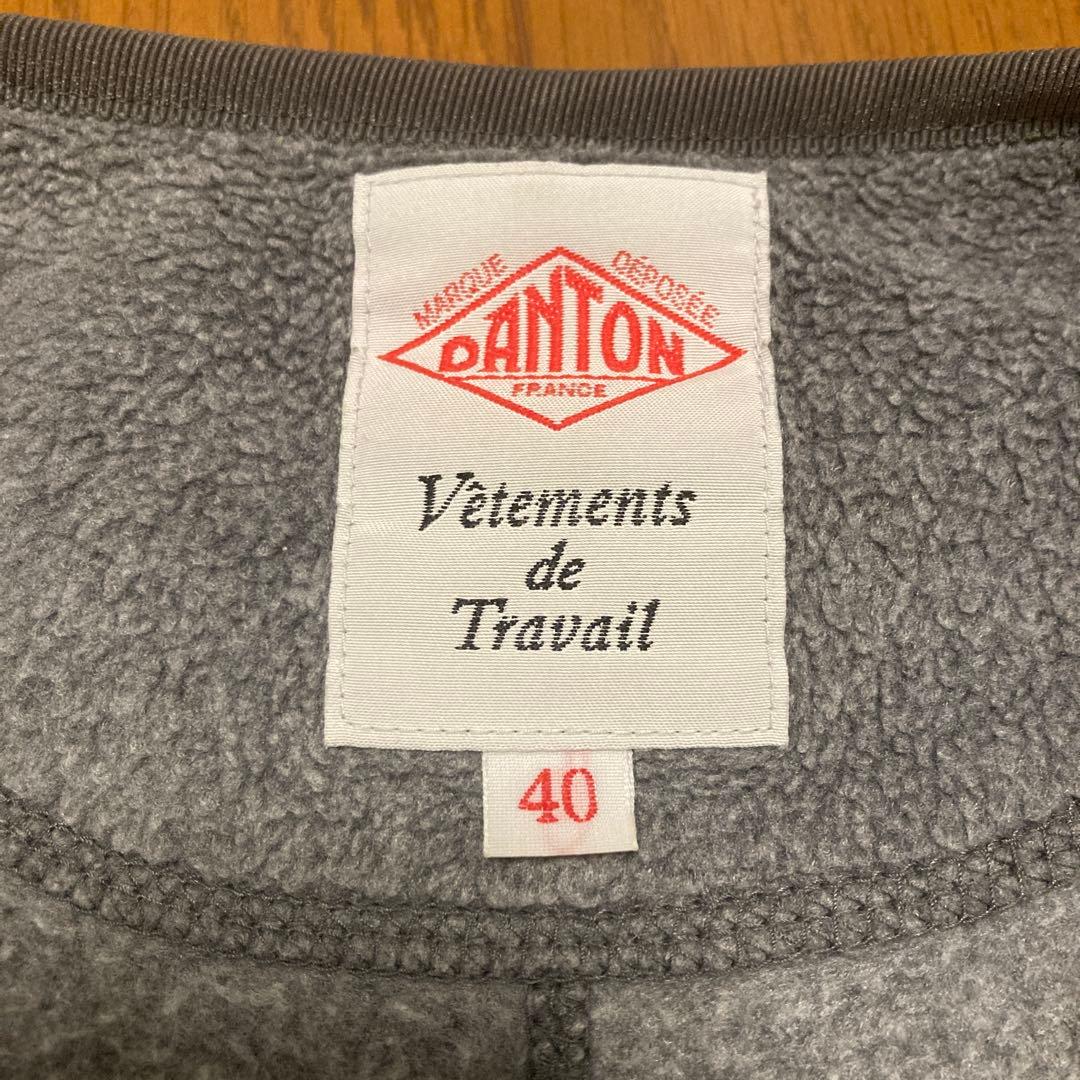 MARQUE DÉPOSÉE
DANTON
FRANCE
Vêtements
de
Travail
40